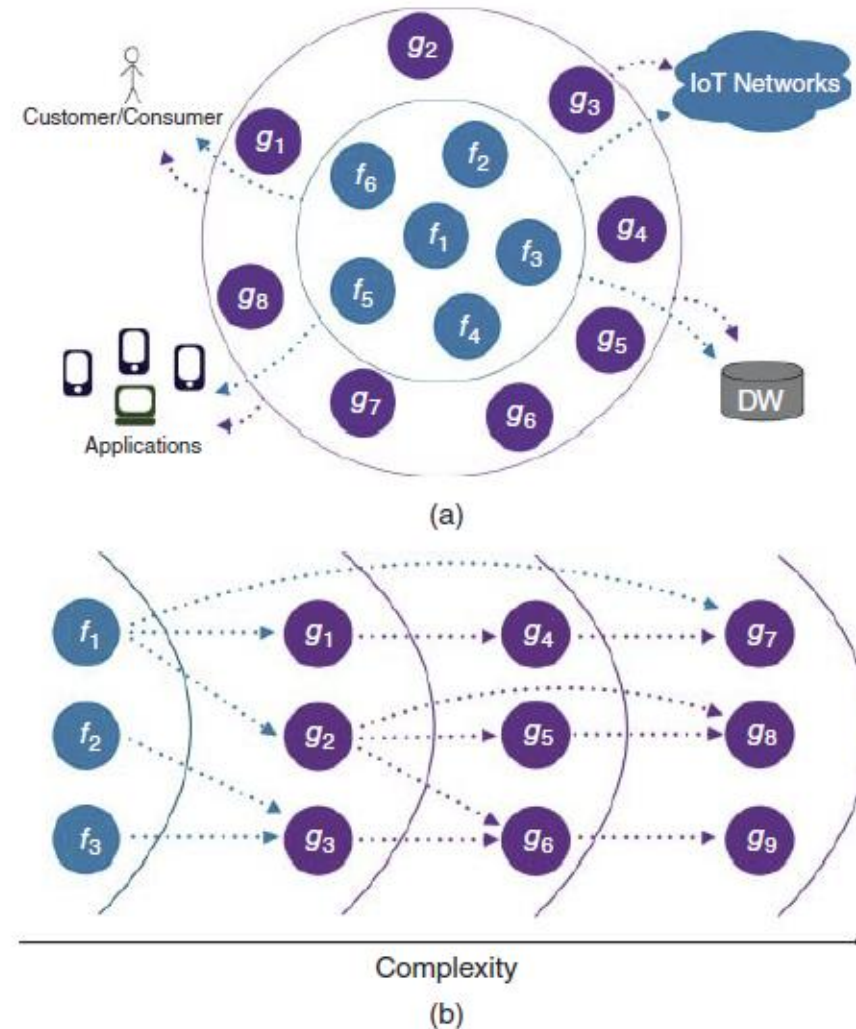 g2
g3
IoT Networks
Customer/Consumer
g1
f2
f6
g4
f1
f3
g8
f5
f4
g5
g7
g6
DW
Applications
(a)
f1 g1 g4 g7
f2 g2 g5 g8
f3 g3 g6 g9
Complexity
(b)